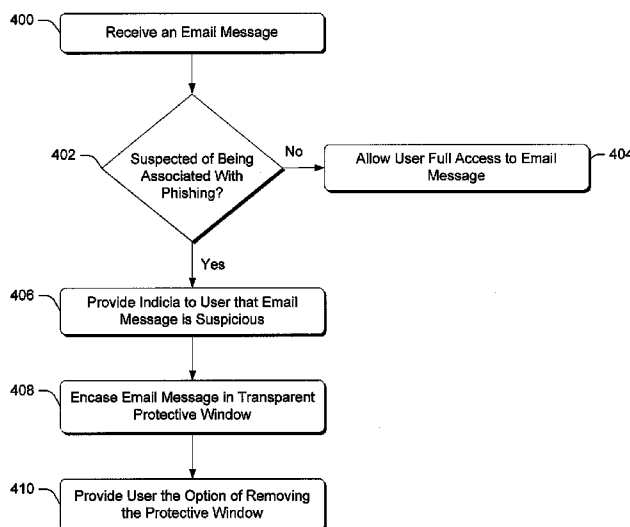 400
Receive an Email Message
402
Suspected of Being
Associated With
Phishing?
No
Allow User Full Access to Email
Message
404
Yes
406
Provide Indicia to User that Email
Message is Suspicious
408
Encase Email Message in Transparent
Protective Window
410
Provide User the Option of Removing
the Protective Window